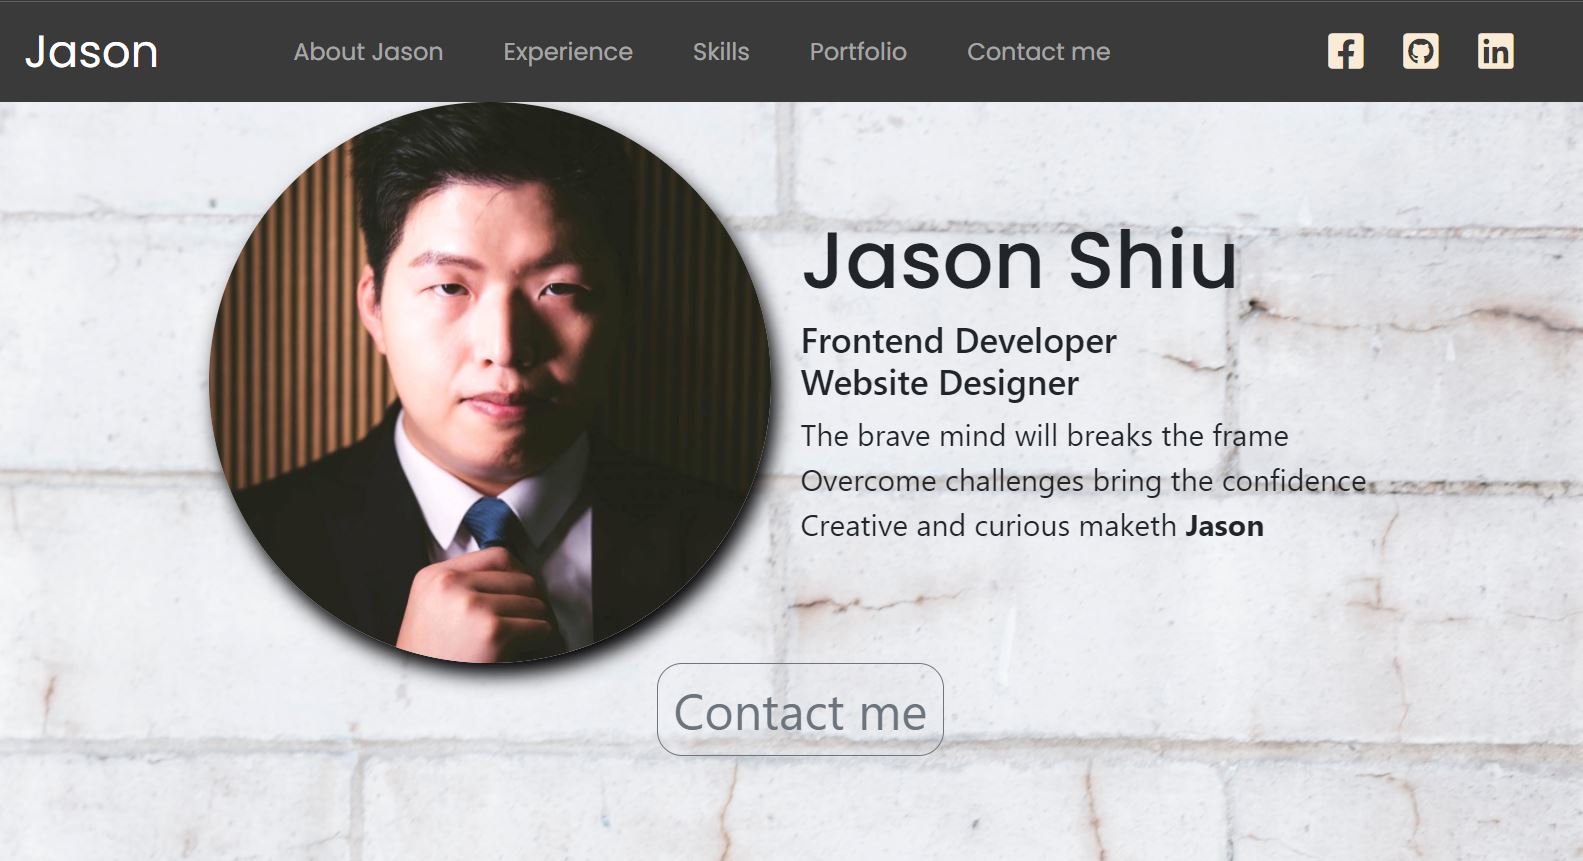 Jason
About Jason
Experience
Skills
Portfolio
Contact me
Jason Shiu
Frontend Developer
Website Designer
The brave mind will breaks the frame
Overcome challenges bring the confidence
Creative and curious maketh Jason
Contact me